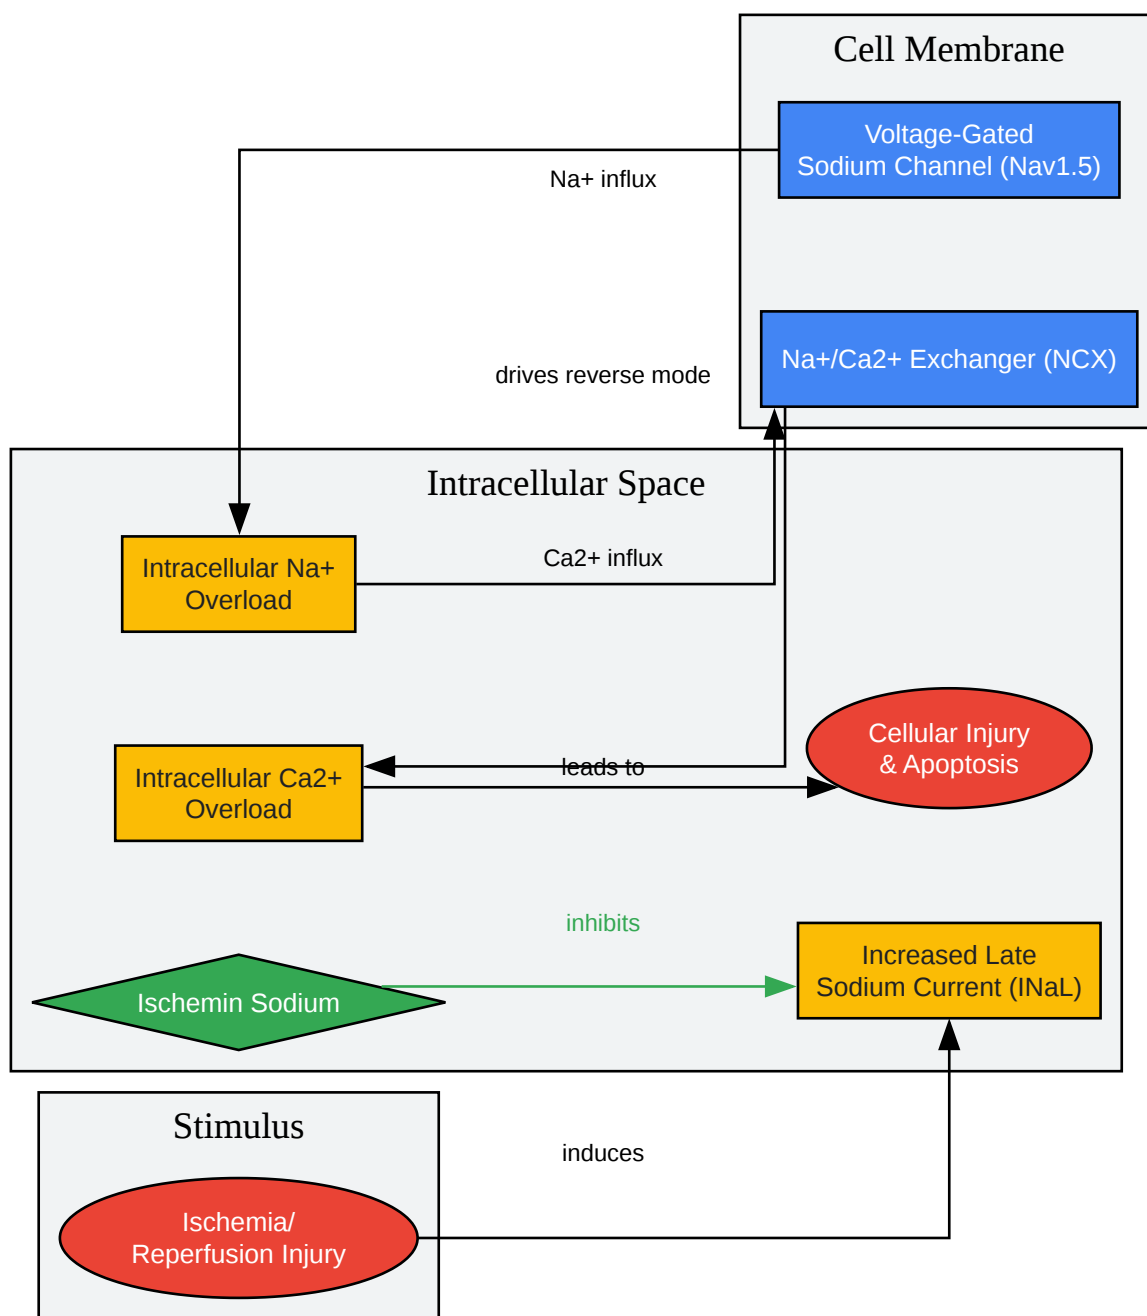 Cell Membrane
Voltage-Gated
Sodium Channel (Nav1.5)
Na+ influx
Na+/Ca2+ Exchanger (NCX)
drives reverse mode
Intracellular Space
Intracellular Na+
Overload
Ca2+ influx
Cellular Injury
& Apoptosis
Intracellular Ca2+
Overload
leads to
inhibits
Increased Late
Sodium Current (INaL)
Ischemin Sodium
Stimulus
induces
Ischemia/
Reperfusion Injury